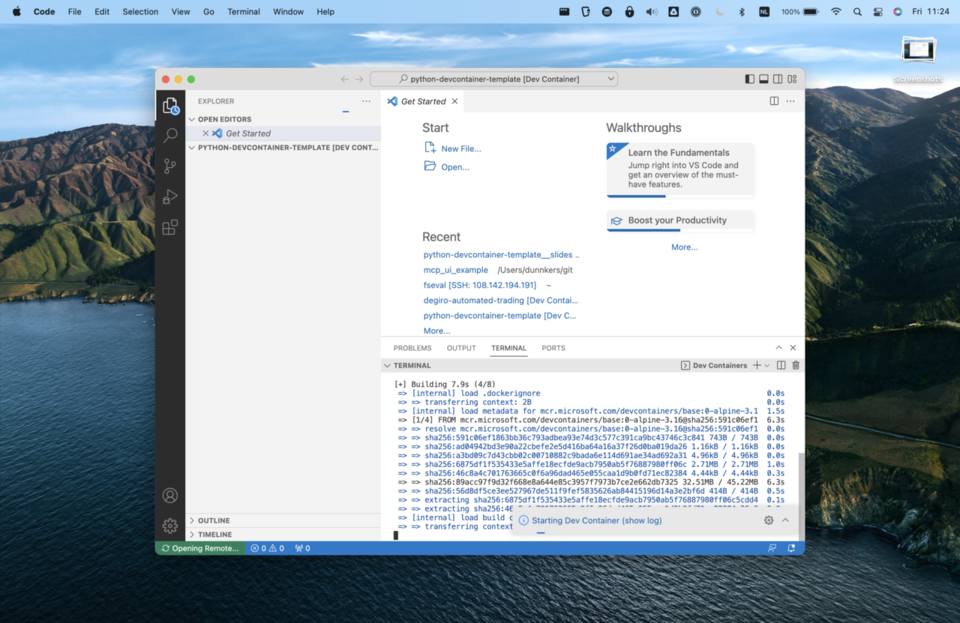 Code File Edit Selection View Go Terminal Window Help
NL 100% Fri 11:24
Screenshots
python-devcontainer-template [Dev Container]
EXPLORER
OPEN EDITORS
Get Started
PYTHON-DEVCONTAINER-TEMPLATE [DEV CONT...
OUTLINE
TIMELINE
Get Started
Start
New File...
Open...
Recent
python-devcontainer-template__slides ..
mcp_ui_example /Users/dunnkers/git
fseval [SSH: 108.142.194.191] ~
degiro-automated-trading [Dev Contai...
python-devcontainer-template [Dev C...
More...
Walkthroughs
Learn the Fundamentals
Jump right into VS Code and
get an overview of the must-
have features.
Boost your Productivity
More...
PROBLEMS OUTPUT TERMINAL PORTS
TERMINAL
Dev Containers
[+] Building 7.9s (4/8)
=> [internal] load .dockerignore 0.0s
=> => transferring context: 2B 0.0s
=> [internal] load metadata for mcr.microsoft.com/devcontainers/base:0-alpine-3.1 1.5s
=> [1/4] FROM mcr.microsoft.com/devcontainers/base:0-alpine-3.16@sha256:591c06ef1 6.3s
=> => resolve mcr.microsoft.com/devcontainers/base:0-alpine-3.16@sha256:591c06ef1 0.0s
=> => sha256:591c06ef1863bb36c793adbea93e74d3c577c391ca9bc43746c3c841 743B / 743B 0.0s
=> => sha256:ad04942bd3e90a22cbefe2e5d416ba64a16a37f26d0ba019da26 1.16kB / 1.16kB 0.0s
=> => sha256:a3bd09c7d43cbb02c00710882c9bada6e114d691ae34ad692a31 4.96kB / 4.96kB 0.0s
=> => sha256:6875df1f535433e5affe18ecfde9acb7950ab5f76887980ff06c 2.71MB / 2.71MB 1.0s
=> => sha256:46c8a4c701763665c0f6a96dad465e055caa1d9b0fd71ec82384 4.44kB / 4.44kB 0.3s
=> => sha256:89acc97f9d32f668e8a644e85c3957f7973b7ce2e662db7325 32.51MB / 45.22MB 6.3s
=> => sha256:56d8df5ce3ee527967de511f9fef5835626ab84415196d14a3e2bf6d 414B / 414B 0.5s
=> => extracting sha256:6875df1f535433e5affe18ecfde9acb7950ab5f76887980ff06c5cdd4 0.1s
=> => extracting sha256:46
=> [internal] load build c
=> => transferring context
Starting Dev Container (show log)
Opening Remote... 0 0 0